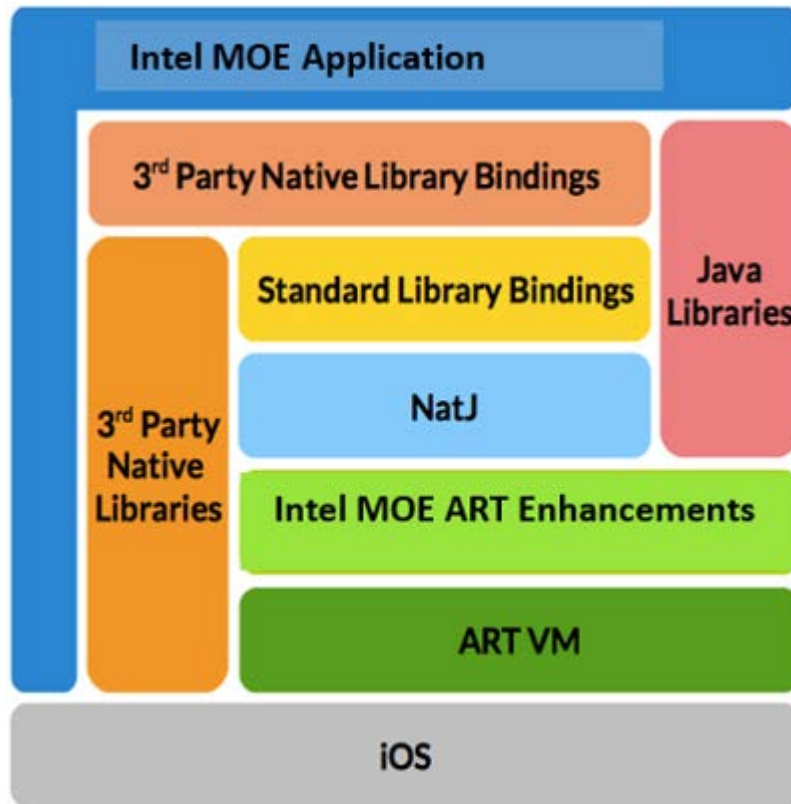 Intel MOE Application
3rd Party Native Library Bindings
Java
Libraries
Standard Library Bindings
NatJ
3rd Party
Native
Libraries
Intel MOE ART Enhancements
ART VM
iOS